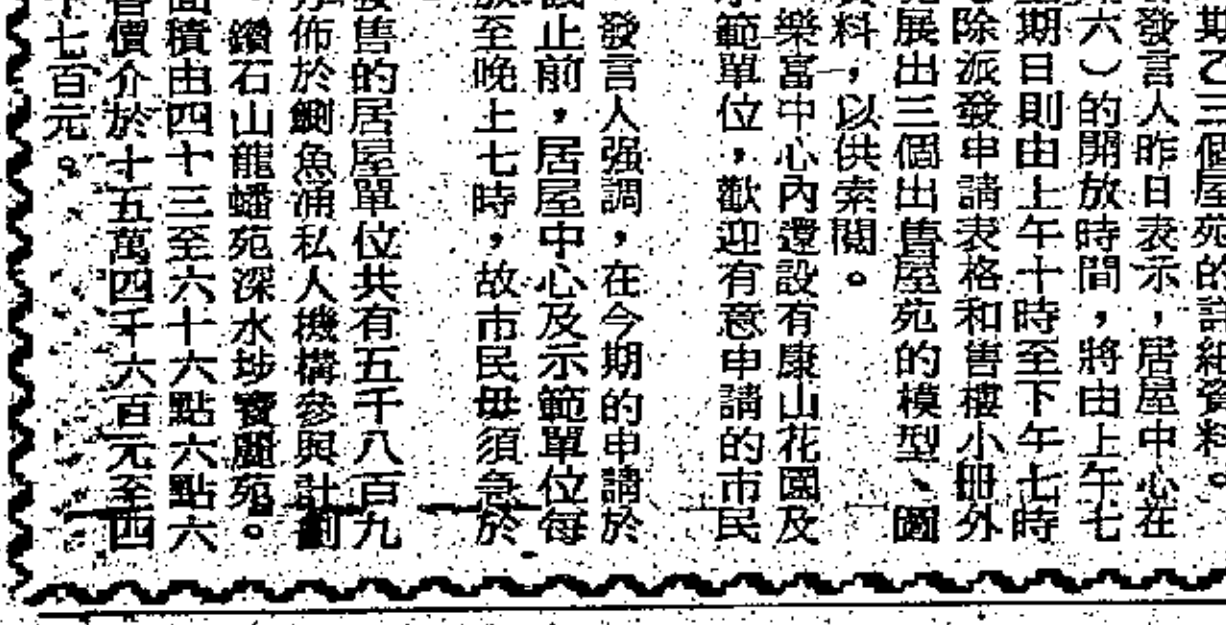 期乙三個屋苑的詳細資料。
發言人昨日表示，居屋中心在
六）的開放時間，將由上午七
期日則由上午十時至下午七時
除派發申請表格和售樓小册外
展出三個出售屋苑的模型、圖
料，以供索閱。
樂富中心內還設有康山花園及
範單位，歡迎有意申請的市民
發言人强調，在今期的申請於
截止前，居屋中心及示範單位每
放至晚上七時，故市民毋須急於
發售的居屋單位共有五千八百九
佈於鰂魚涌私人機構參與計劃
鑽石山龍蟠苑深水埗寶麗苑。
面積由四十三至六十六點六點六
售價介於十五萬四千六百元至四
七百元。